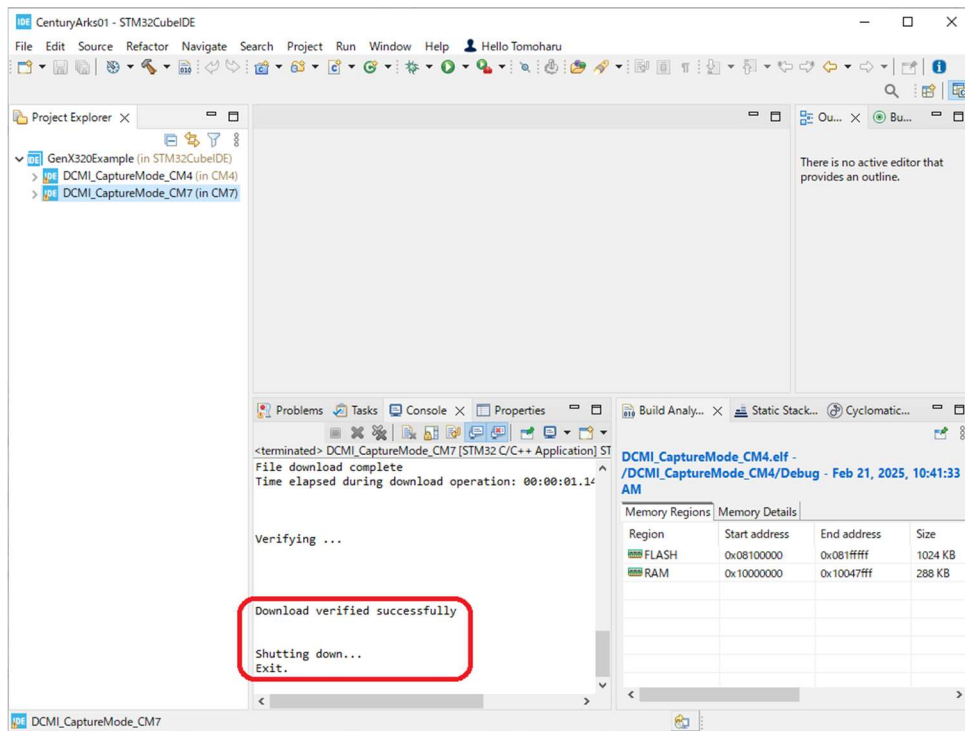 IDE CenturyArks01 - STM32CubeIDE
File Edit Source Refactor Navigate Search Project Run Window Help Hello Tomoharu
Project Explorer
GenX320Example (in STM32CubeIDE)
DCMI_CaptureMode_CM4 (in CM4)
DCMI_CaptureMode_CM7 (in CM7)
Ou... Bu...
There is no active editor that
provides an outline.
Problems Tasks Console Properties
<terminated> DCMI_CaptureMode_CM7 [STM32 C/C++ Application] ST
File download complete
Time elapsed during download operation: 00:00:01.14
Verifying ...
Download verified successfully
Shutting down...
Exit.
Build Analy... Static Stack... Cyclomatic...
DCMI_CaptureMode_CM4.elf -
/DCMI_CaptureMode_CM4/Debug - Feb 21, 2025, 10:41:33
AM
Memory Regions Memory Details
Region Start address End address Size
FLASH 0x08100000 0x081fffff 1024 KB
RAM 0x10000000 0x10047fff 288 KB
IDE DCMI_CaptureMode_CM7